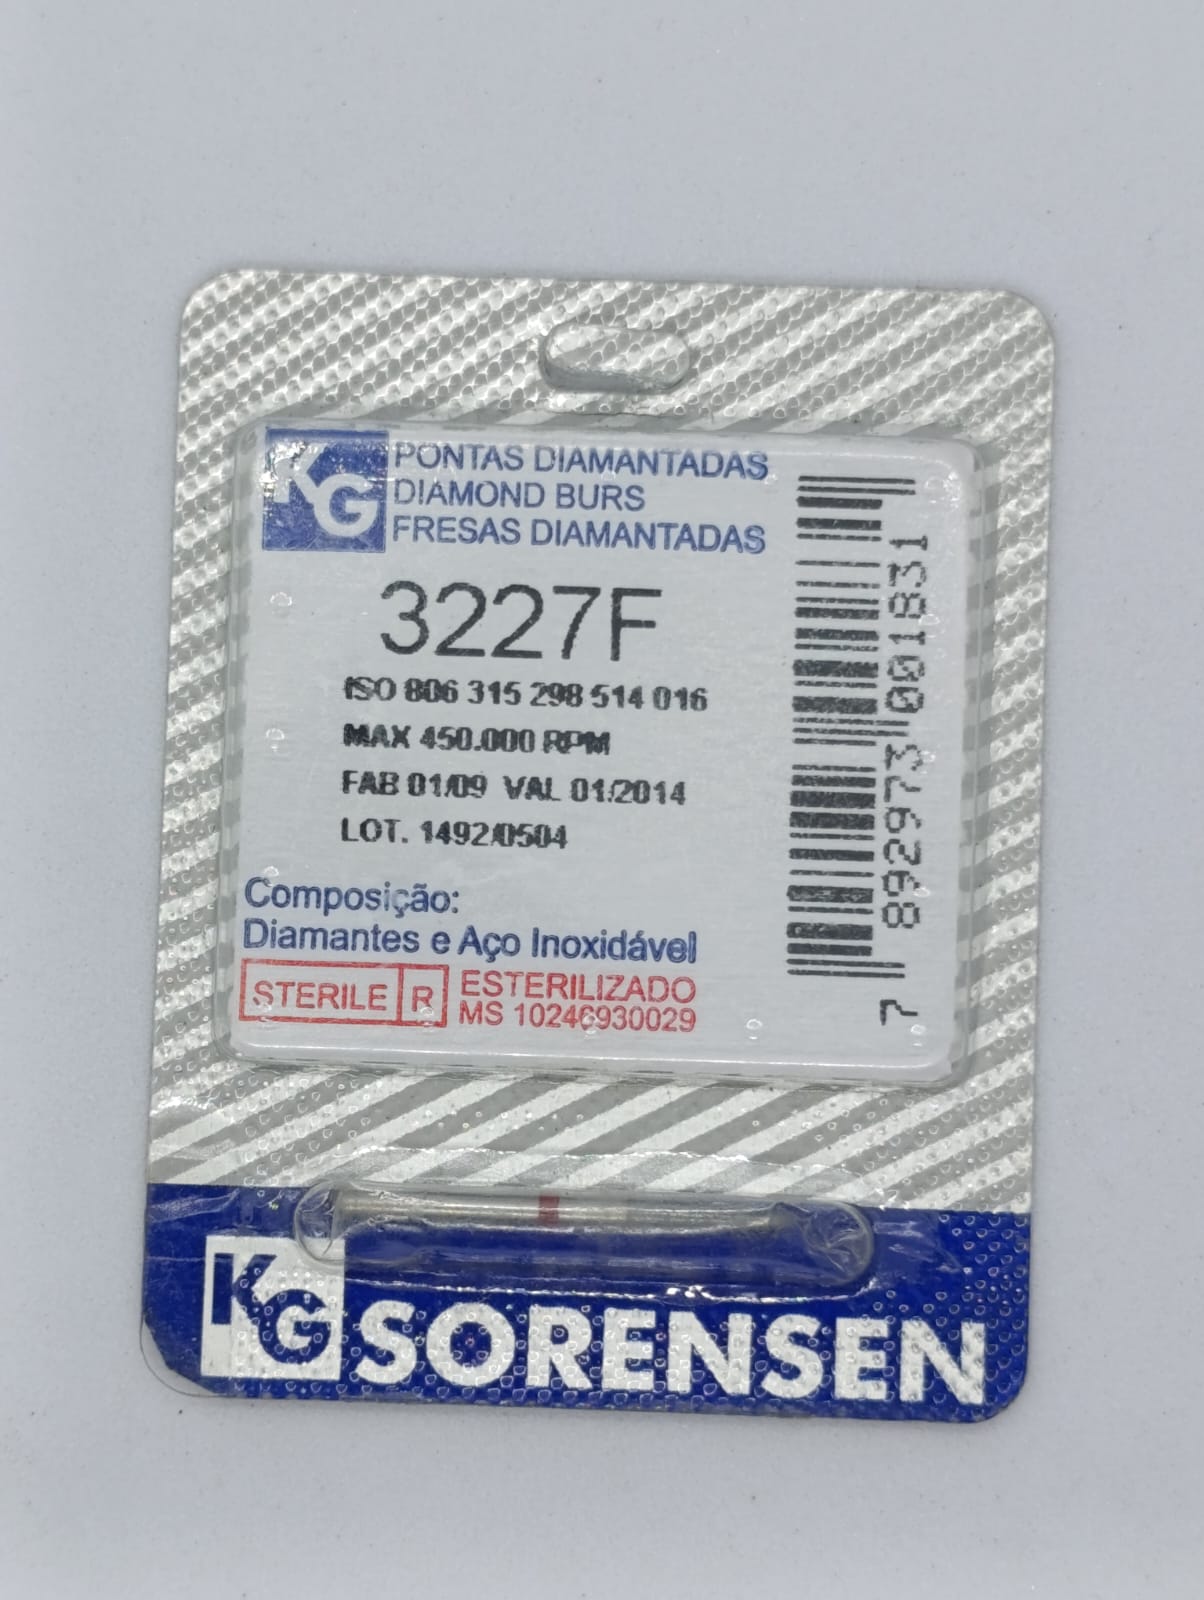 KG
PONTAS DIAMANTADAS
DIAMOND BURS
FRESAS DIAMANTADAS
3227F
ISO 806 315 298 514 016
MAX 450.000 RPM
FAB 01/09 VAL 01/2014
LOT. 1492/0504
Composição:
Diamantes e Aço Inoxidável
STERILE R ESTERILIZADO
MS 10246930029
7 892973 001831
KG SORENSEN